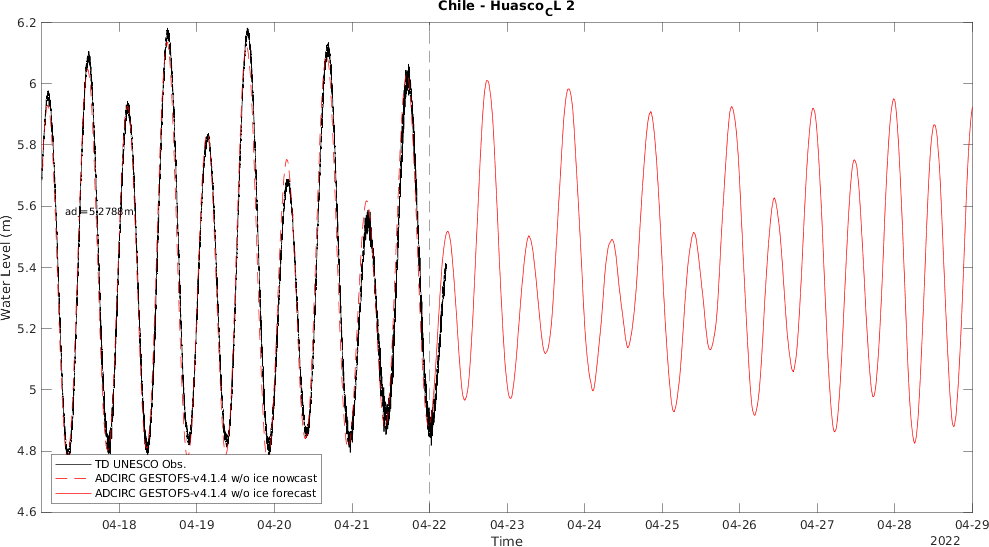 Chile - Huasco_CL 2
6.2
6
5.8
5.6
5.4
5.2
5
4.8
4.6
Water Level (m)
adj=5.2788m
TD UNESCO Obs.
ADCIRC GESTOFS-v4.1.4 w/o ice nowcast
ADCIRC GESTOFS-v4.1.4 w/o ice forecast
04-18 04-19 04-20 04-21 04-22 04-23 04-24 04-25 04-26 04-27 04-28 04-29
Time
2022